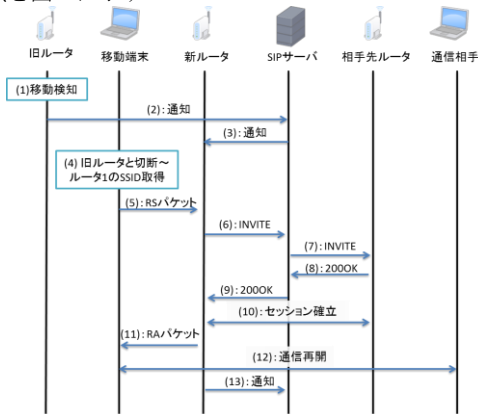 旧ルータ 移動端末 新ルータ SIPサーバ 相手先ルータ 通信相手
(1)移動検知
(2):通知
(3):通知
(4) 旧ルータと切断～
ルータ1のSSID取得
(5):RSパケット
(6):INVITE
(7):INVITE
(8):200OK
(9):200OK
(10):セッション確立
(11):RAパケット
(12):通信再開
(13):通知